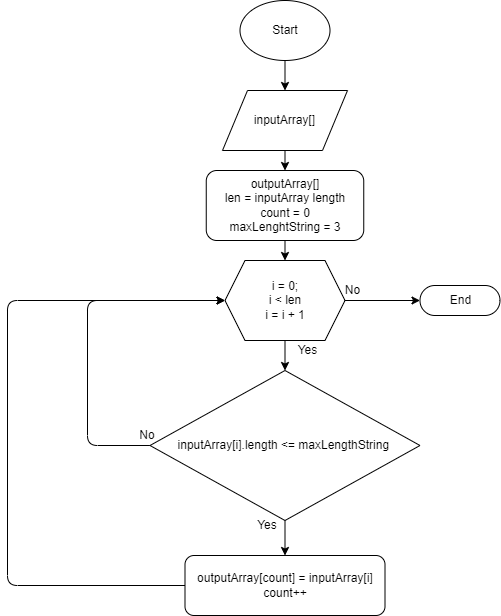 Start
inputArray[]
outputArray[]
len = inputArray length
count = 0
maxLenghtString = 3
i = 0;
i < len
i = i + 1
No
End
Yes
No
inputArray[i].length <= maxLengthString
Yes
outputArray[count] = inputArray[i]
count++